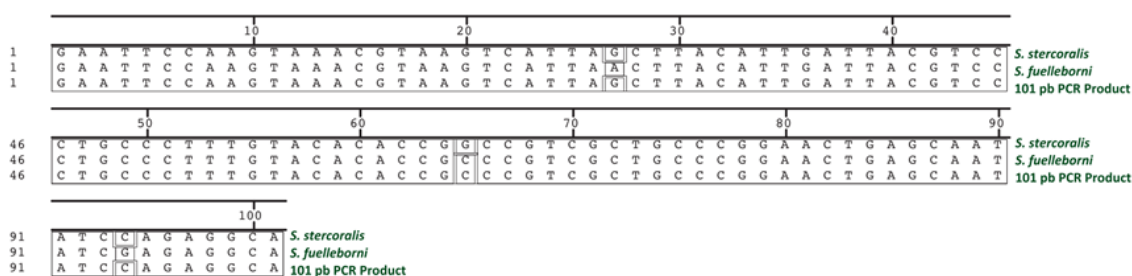 10 20 30 40
1 G A A T T C C A A G T A A A C G T A A G T C A T T A G C T T A C A T T G A T T A C G T C C S. stercoralis
1 G A A T T C C A A G T A A A C G T A A G T C A T T A A C T T A C A T T G A T T A C G T C C S. fuelleborni
1 G A A T T C C A A G T A A A C G T A A G T C A T T A G C T T A C A T T G A T T A C G T C C 101 pb PCR Product
50 60 70 80 90
46 C T G C C C T T T G T A C A C A C C G G C C G T C G C T G C C C G G A A C T G A G C A A T S. stercoralis
46 C T G C C C T T T G T A C A C A C C G C C C G T C G C T G C C C G G A A C T G A G C A A T S. fuelleborni
46 C T G C C C T T T G T A C A C A C C G C C C G T C G C T G C C C G G A A C T G A G C A A T 101 pb PCR Product
100
91 A T C C A G A G G C A S. stercoralis
91 A T C G A G A G G C A S. fuelleborni
91 A T C C A G A G G C A 101 pb PCR Product